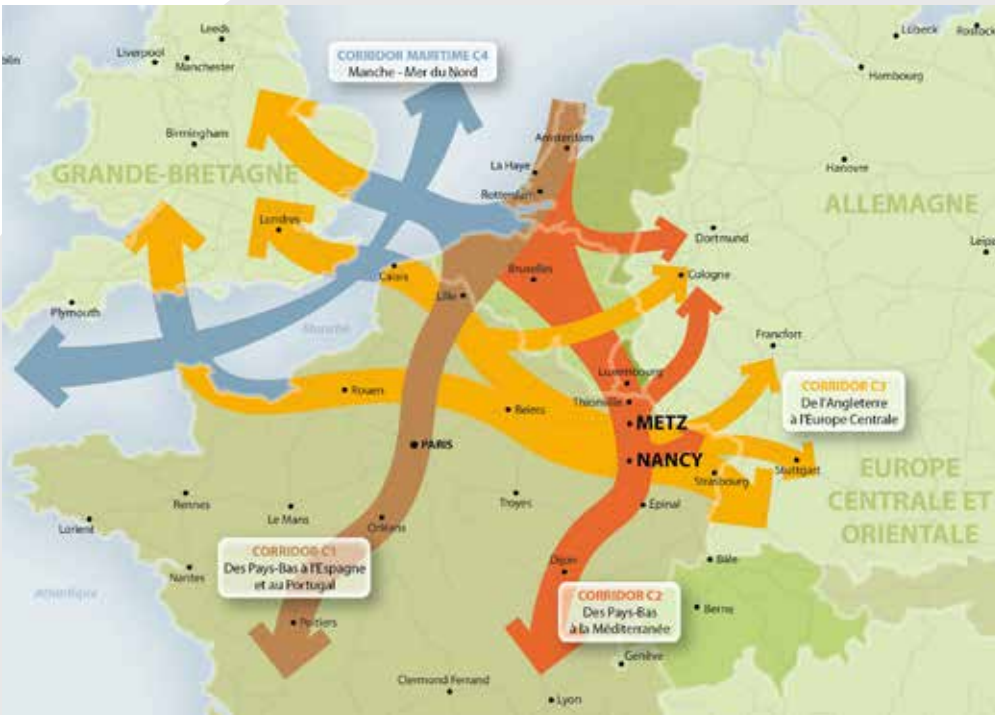 Leeds
Lübeck
Liverpool
Manchester
CORRIDOR MARITIME C4
Manche - Mer du Nord
Hambourg
Birmingham
Amsterdam
GRANDE-BRETAGNE
La Haye
Hanovre
Rotterdam
ALLEMAGNE
Londres
Dortmund
Bruxelles
Calais
Cologne
Lille
Plymouth
Manche
Francfort
Luxembourg
Rouen
Thionville
CORRIDOR C3
De l'Angleterre
à l'Europe Centrale
Reims
METZ
PARIS
NANCY
Stuttgart
Strasbourg
EUROPE
CENTRALE ET
ORIENTALE
Rennes
Troyes
Epinal
Le Mans
Lorient
Orléans
CORRIDOR C1
Des Pays-Bas à l'Espagne
et au Portugal
Dijon
Bâle
Nantes
Atlantique
CORRIDOR C2
Des Pays-Bas
à la Méditerranée
Berne
Poitiers
Genève
Clermond Ferrand
Lyon